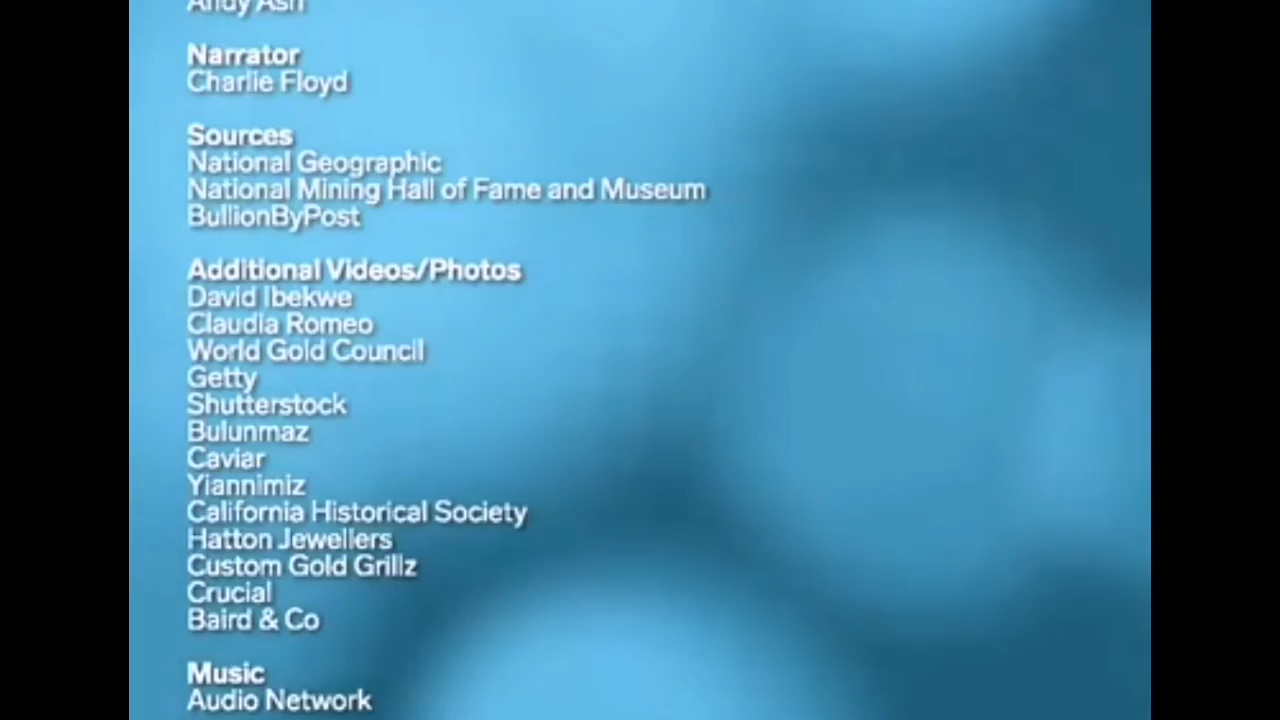 Andy Ash
Narrator
Charlie Floyd
Sources
National Geographic
National Mining Hall of Fame and Museum
BullionByPost
Additional Videos/Photos
David Ibekwe
Claudia Romeo
World Gold Council
Getty
Shutterstock
Bulunmaz
Caviar
Yiannimiz
California Historical Society
Hatton Jewellers
Custom Gold Grillz
Crucial
Baird & Co
Music
Audio Network